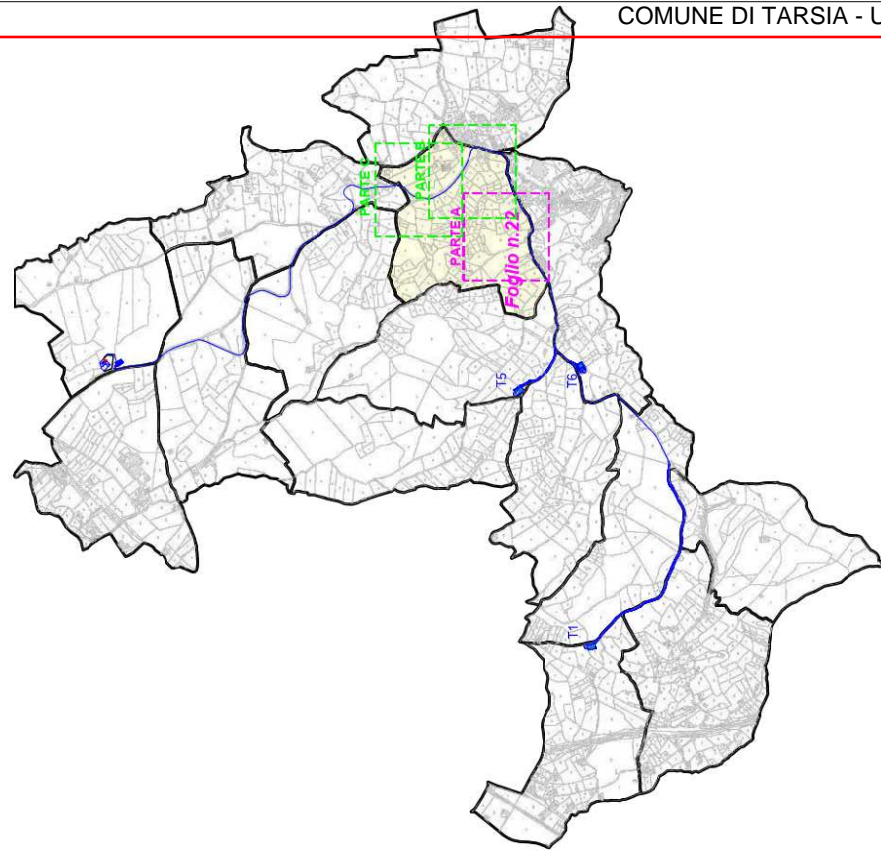 COMUNE DI TARSIA - U
PARTE C
PARTE B
PARTE A
Foglio n.22
T5
T6
T1